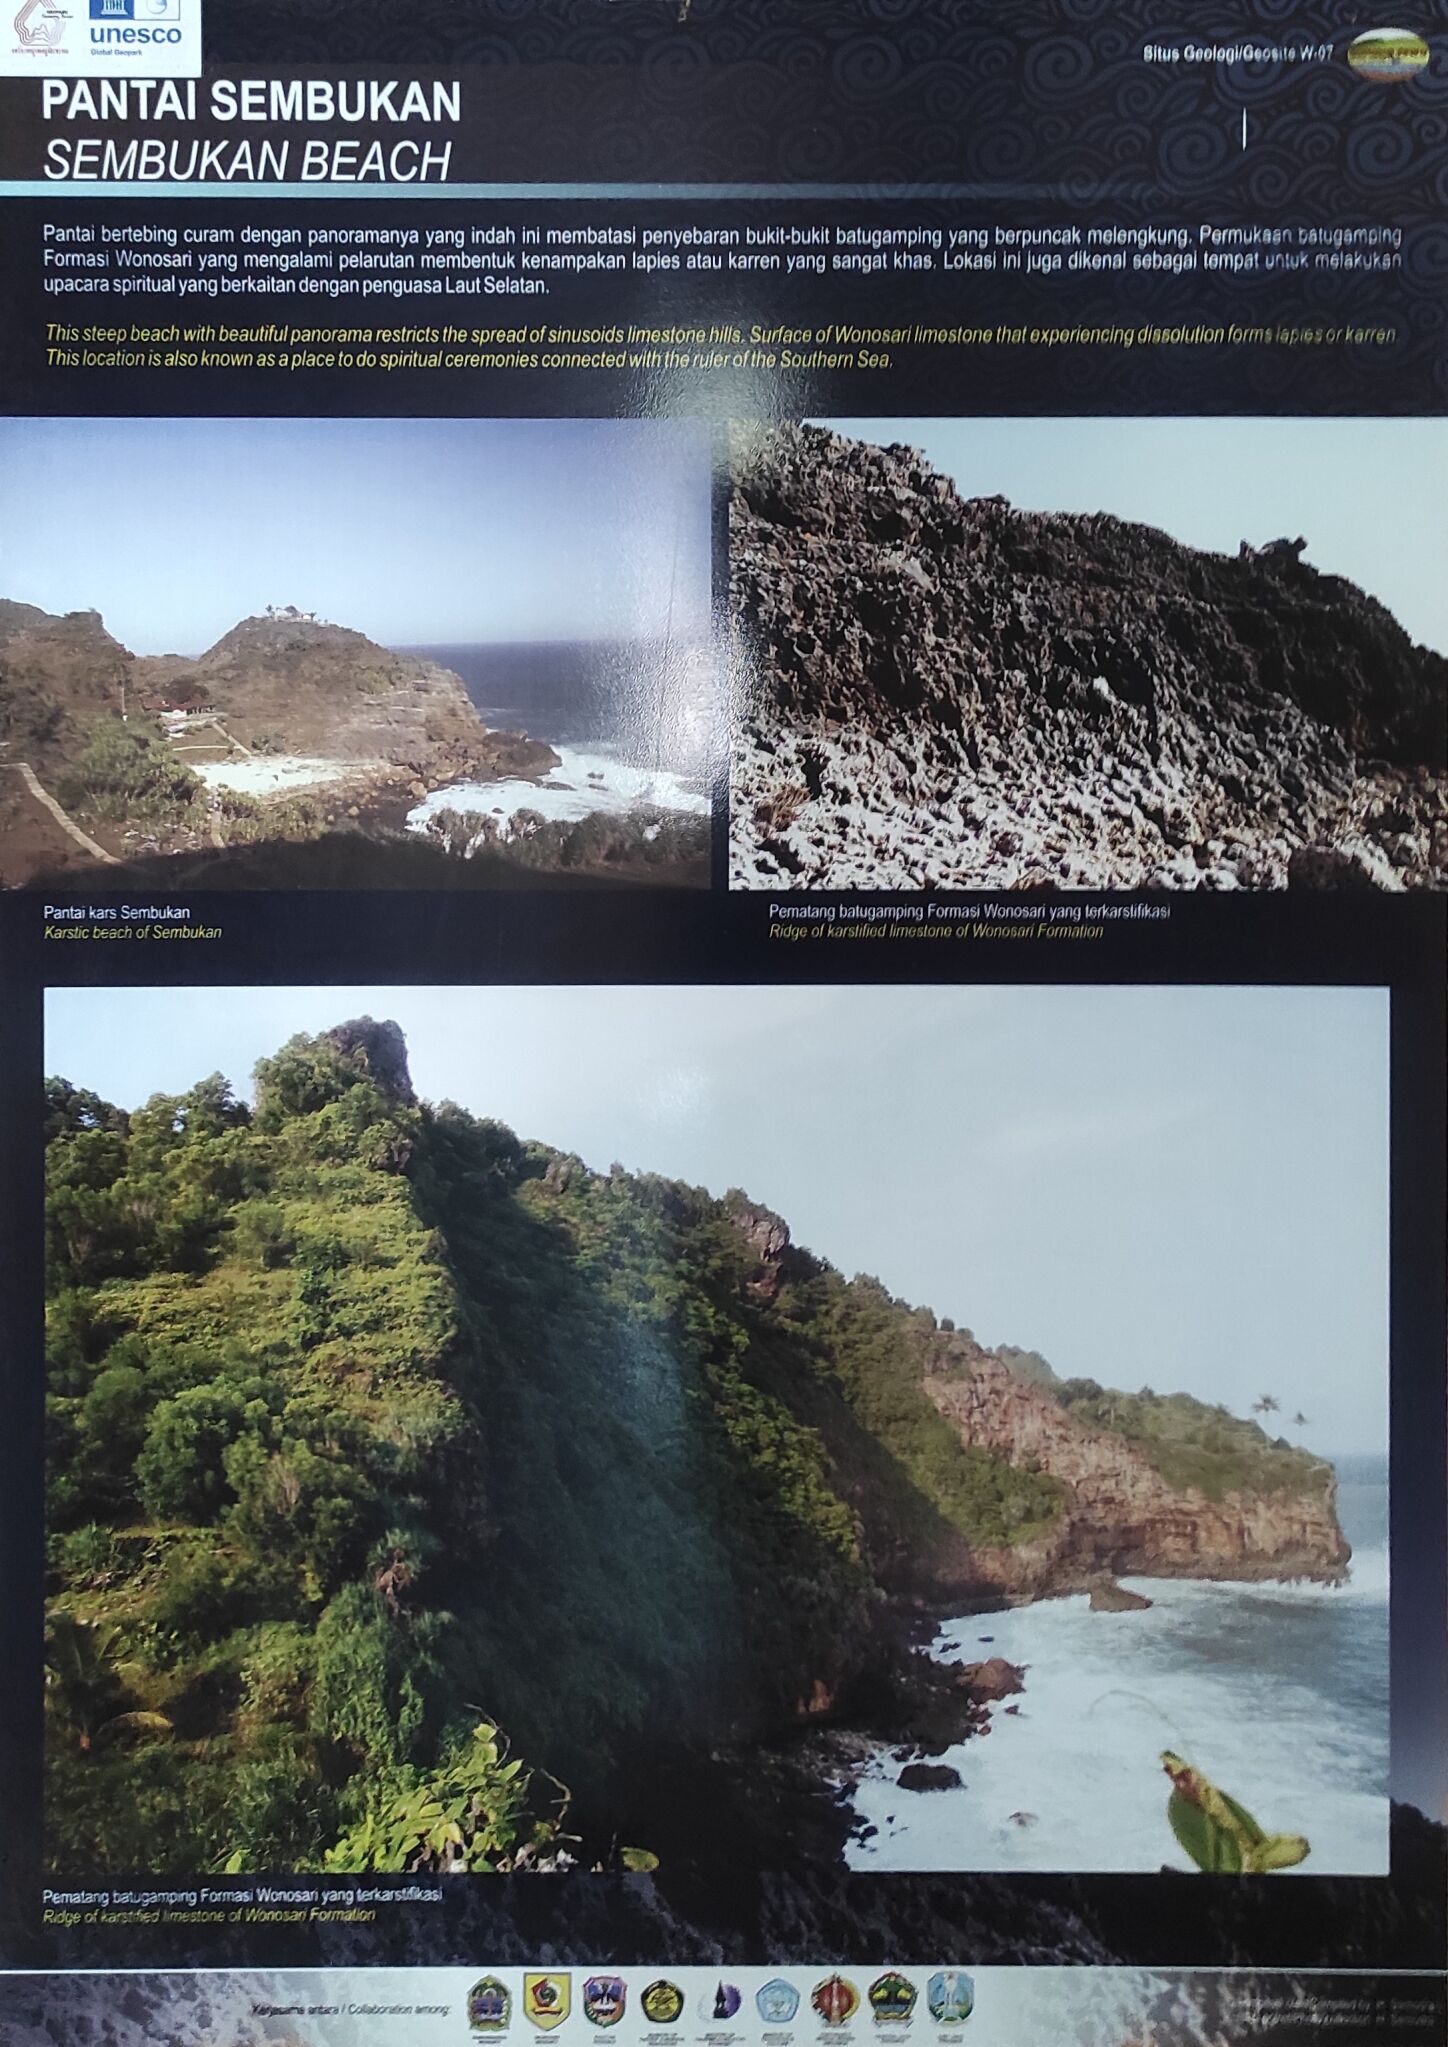 unesco
Global Geopark
Situs Geologi/Geosite W-07
PANTAI SEMBUKAN
SEMBUKAN BEACH
Pantai bertebing curam dengan panoramanya yang indah ini membatasi penyebaran bukit-bukit batugamping yang berpuncak melengkung. Permukaan batugamping
Formasi Wonosari yang mengalami pelarutan membentuk kenampakan lapies atau karren yang sangat khas. Lokasi ini juga dikenal sebagai tempat untuk melakukan
upacara spiritual yang berkaitan dengan penguasa Laut Selatan.
This steep beach with beautiful panorama restricts the spread of sinusoids limestone hills. Surface of Wonosari limestone that experiencing dissolution forms lapies or karren
This location is also known as a place to do spiritual ceremonies connected with the ruler of the Southern Sea.
Pantai kars Sembukan
Karstic beach of Sembukan
Pematang batugamping Formasi Wonosari yang terkarstifikasi
Ridge of karstified limestone of Wonosari Formation
Pematang batugamping Formasi Wonosari yang terkarstifikasi
Ridge of karstified limestone of Wonosari Formation
Kerjasama antara / Collaboration among: